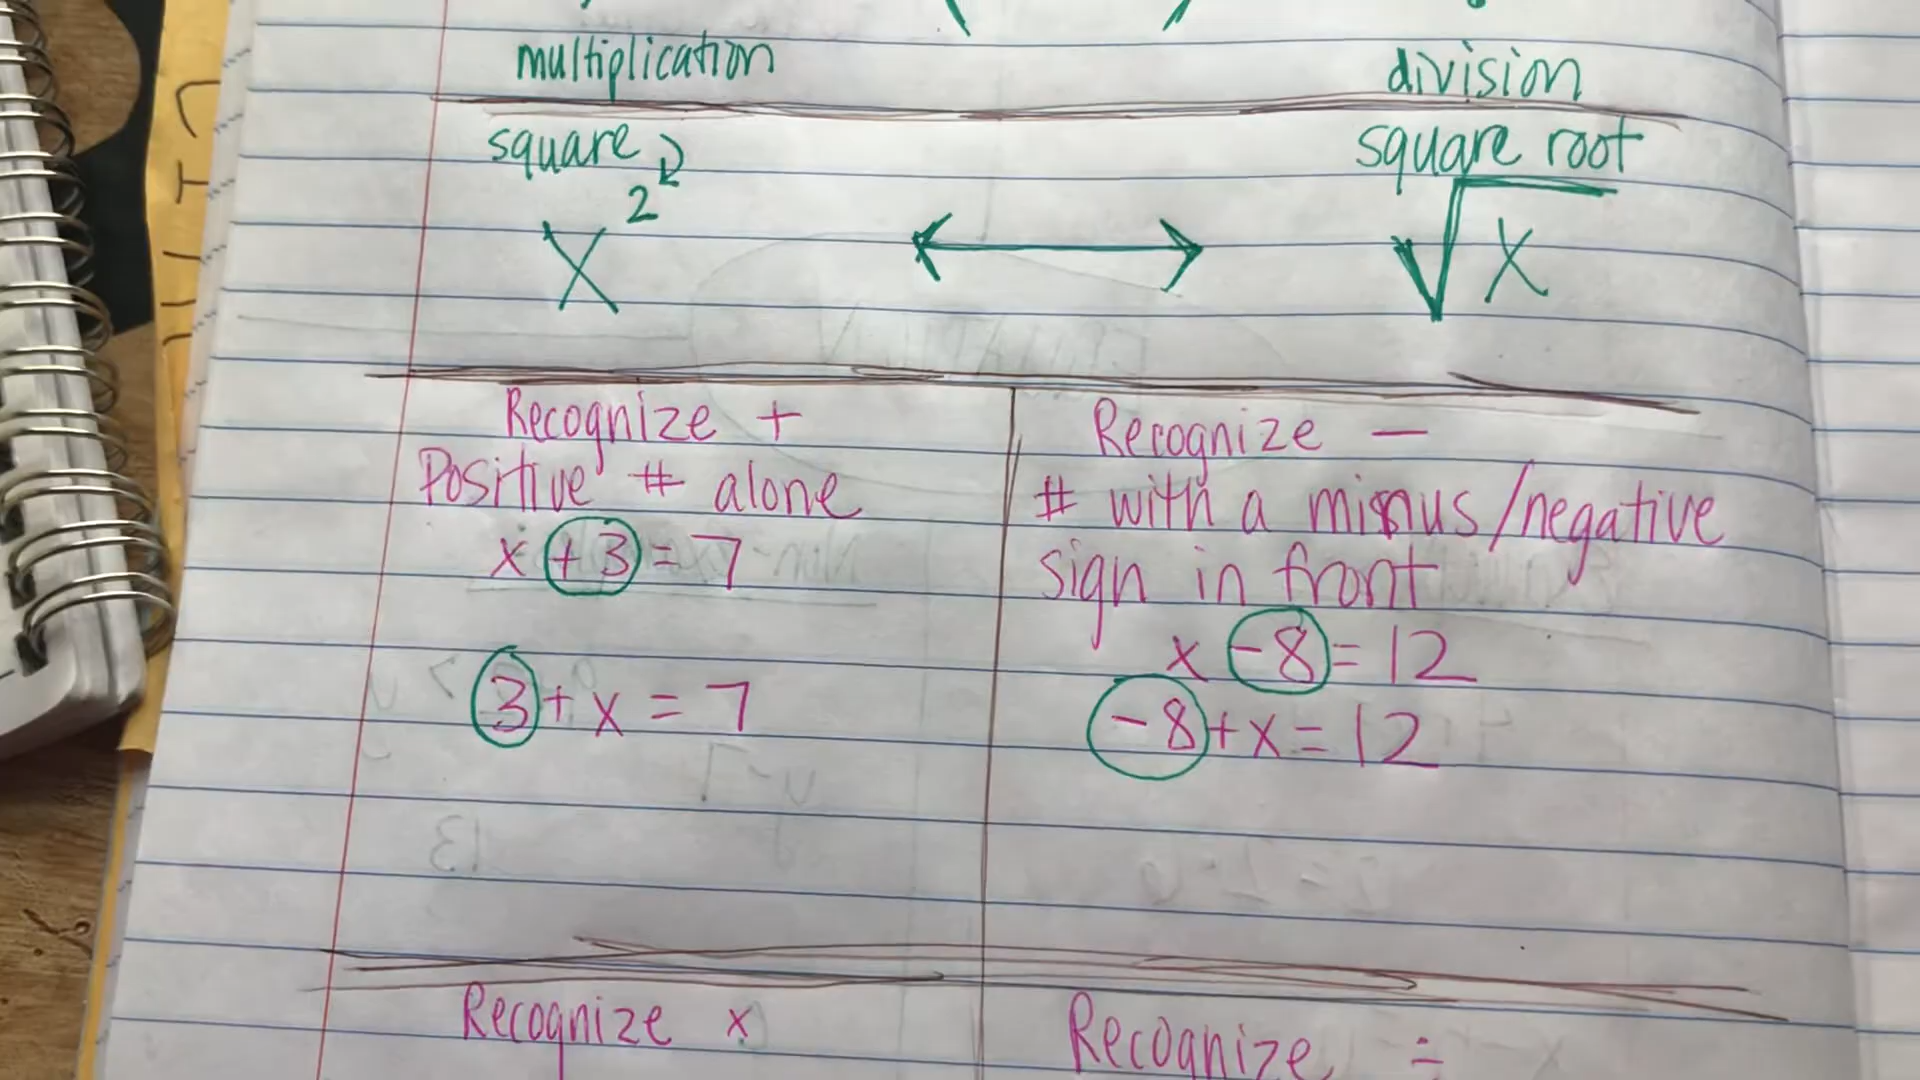 multiplication division
square square root
x² ↔ √x
Recognize +
Positive # alone
x +3 = 7
3 + x = 7
Recognize −
# with a minus/negative
sign in front
x −8 = 12
−8 + x = 12
Recognize x
Recognize ÷